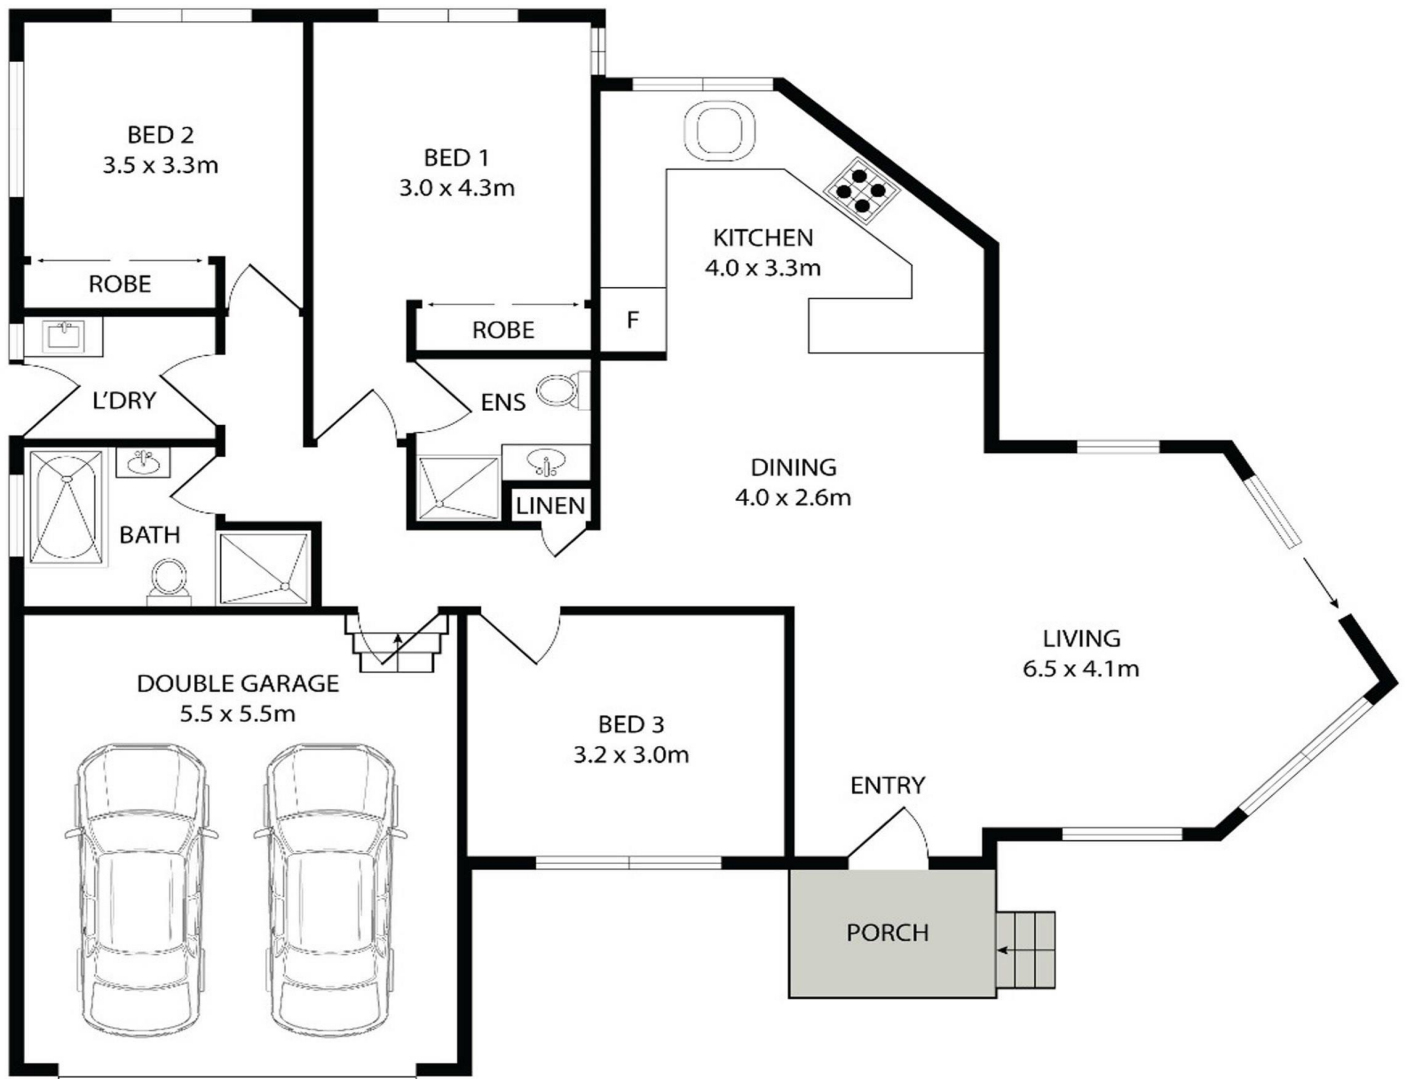 BED 2
3.5 x 3.3m
ROBE
BED 1
3.0 x 4.3m
ROBE
KITCHEN
4.0 x 3.3m
F
L'DRY
ENS
LINEN
BATH
DINING
4.0 x 2.6m
LIVING
6.5 x 4.1m
DOUBLE GARAGE
5.5 x 5.5m
BED 3
3.2 x 3.0m
ENTRY
PORCH